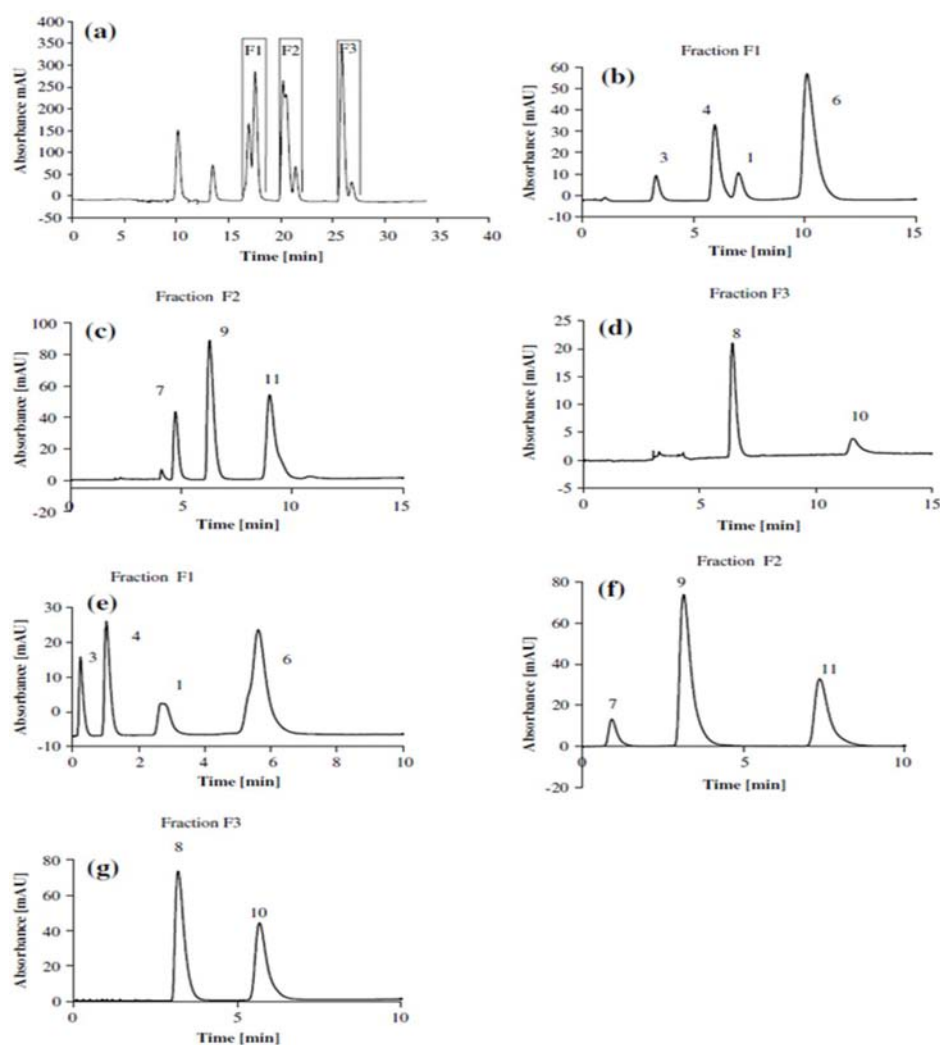 (a)
Absorbance mAU
400
350
300
250
200
150
100
50
0
-50
F1
F2
F3
0 5 10 15 20 25 30 35 40
Time [min]
Fraction F1
(b)
Absorbance [mAU]
60
50
40
30
20
10
0
-10
3
4
1
6
0 5 10 15
Time [min]
Fraction F2
(c)
Absorbance [mAU]
100
80
60
40
20
0
-20
7
9
11
0 5 10 15
Time [min]
Fraction F3
(d)
Absorbance [mAU]
25
20
15
10
5
0
-5
8
10
0 5 10 15
Time [min]
Fraction F1
(e)
Absorbance [mAU]
30
20
10
0
-10
3
4
1
6
0 2 4 6 8 10
Time [min]
Fraction F2
(f)
Absorbance [mAU]
80
60
40
20
0
-20
7
9
11
0 5 10
Time [min]
Fraction F3
(g)
Absorbance [mAU]
80
60
40
20
0
8
10
0 5 10
Time [min]